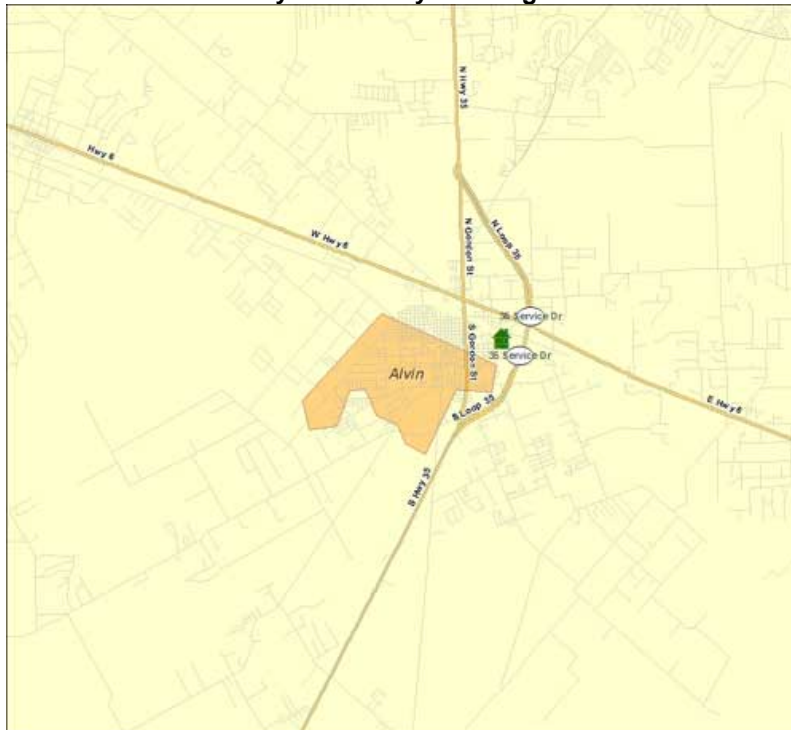 N Hwy 35
Hwy 6
N Loop 35
N Gordon St
W Hwy 6
35 Service Dr
S Gordon St
35 Service Dr
Alvin
E Hwy 6
S Loop 35
S Hwy 35